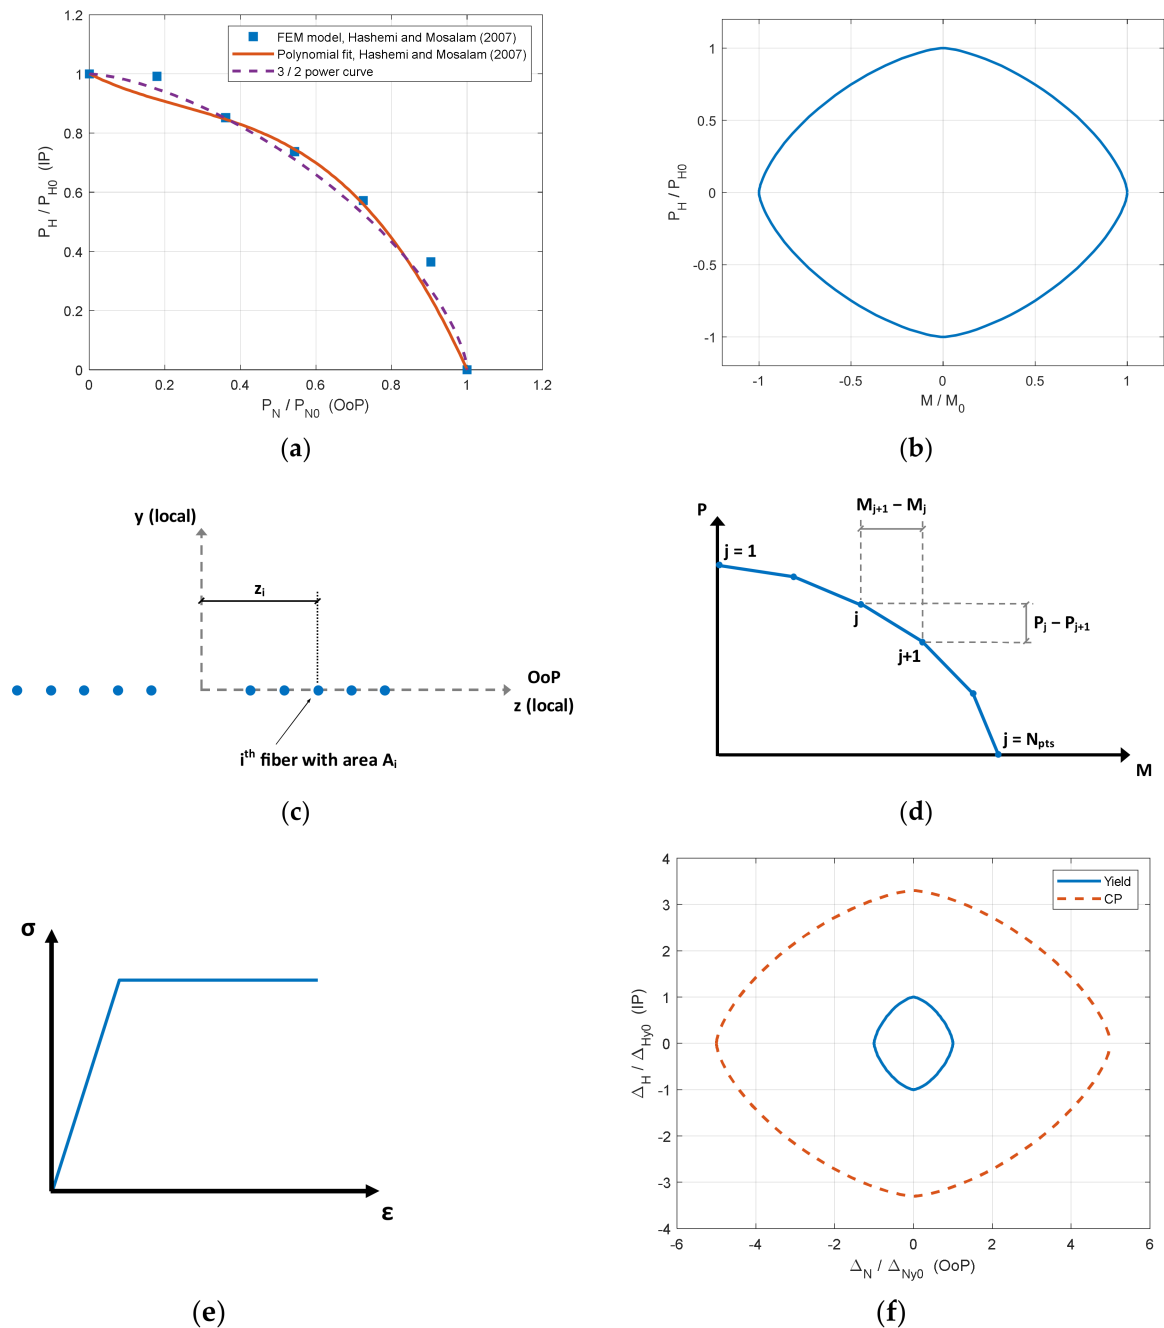 1.2
1
0.8
0.6
0.4
0.2
0
P_H / P_H0 (IP)
FEM model, Hashemi and Mosalam (2007)
Polynomial fit, Hashemi and Mosalam (2007)
3 / 2 power curve
0 0.2 0.4 0.6 0.8 1 1.2
P_N / P_N0 (OoP)
(a)
1
0.5
0
-0.5
-1
P_H / P_H0
-1 -0.5 0 0.5 1
M / M_0
(b)
y (local)
z_i
OoP
z (local)
i^th fiber with area A_i
(c)
P
M_j+1 – M_j
j = 1
j
P_j – P_j+1
j+1
j = N_pts
M
(d)
σ
ε
(e)
4
3
2
1
0
-1
-2
-3
-4
Δ_H / Δ_Hy0 (IP)
Yield
CP
-6 -4 -2 0 2 4 6
Δ_N / Δ_Ny0 (OoP)
(f)